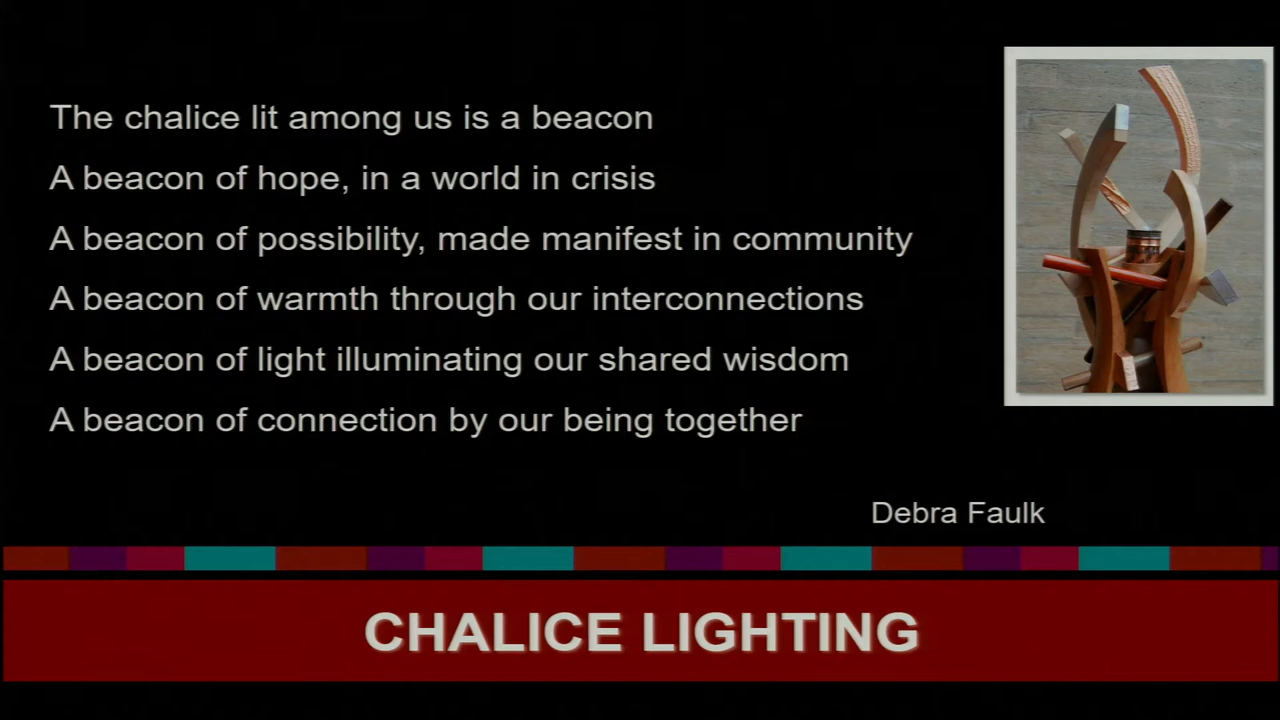 The chalice lit among us is a beacon
A beacon of hope, in a world in crisis
A beacon of possibility, made manifest in community
A beacon of warmth through our interconnections
A beacon of light illuminating our shared wisdom
A beacon of connection by our being together
Debra Faulk
CHALICE LIGHTING